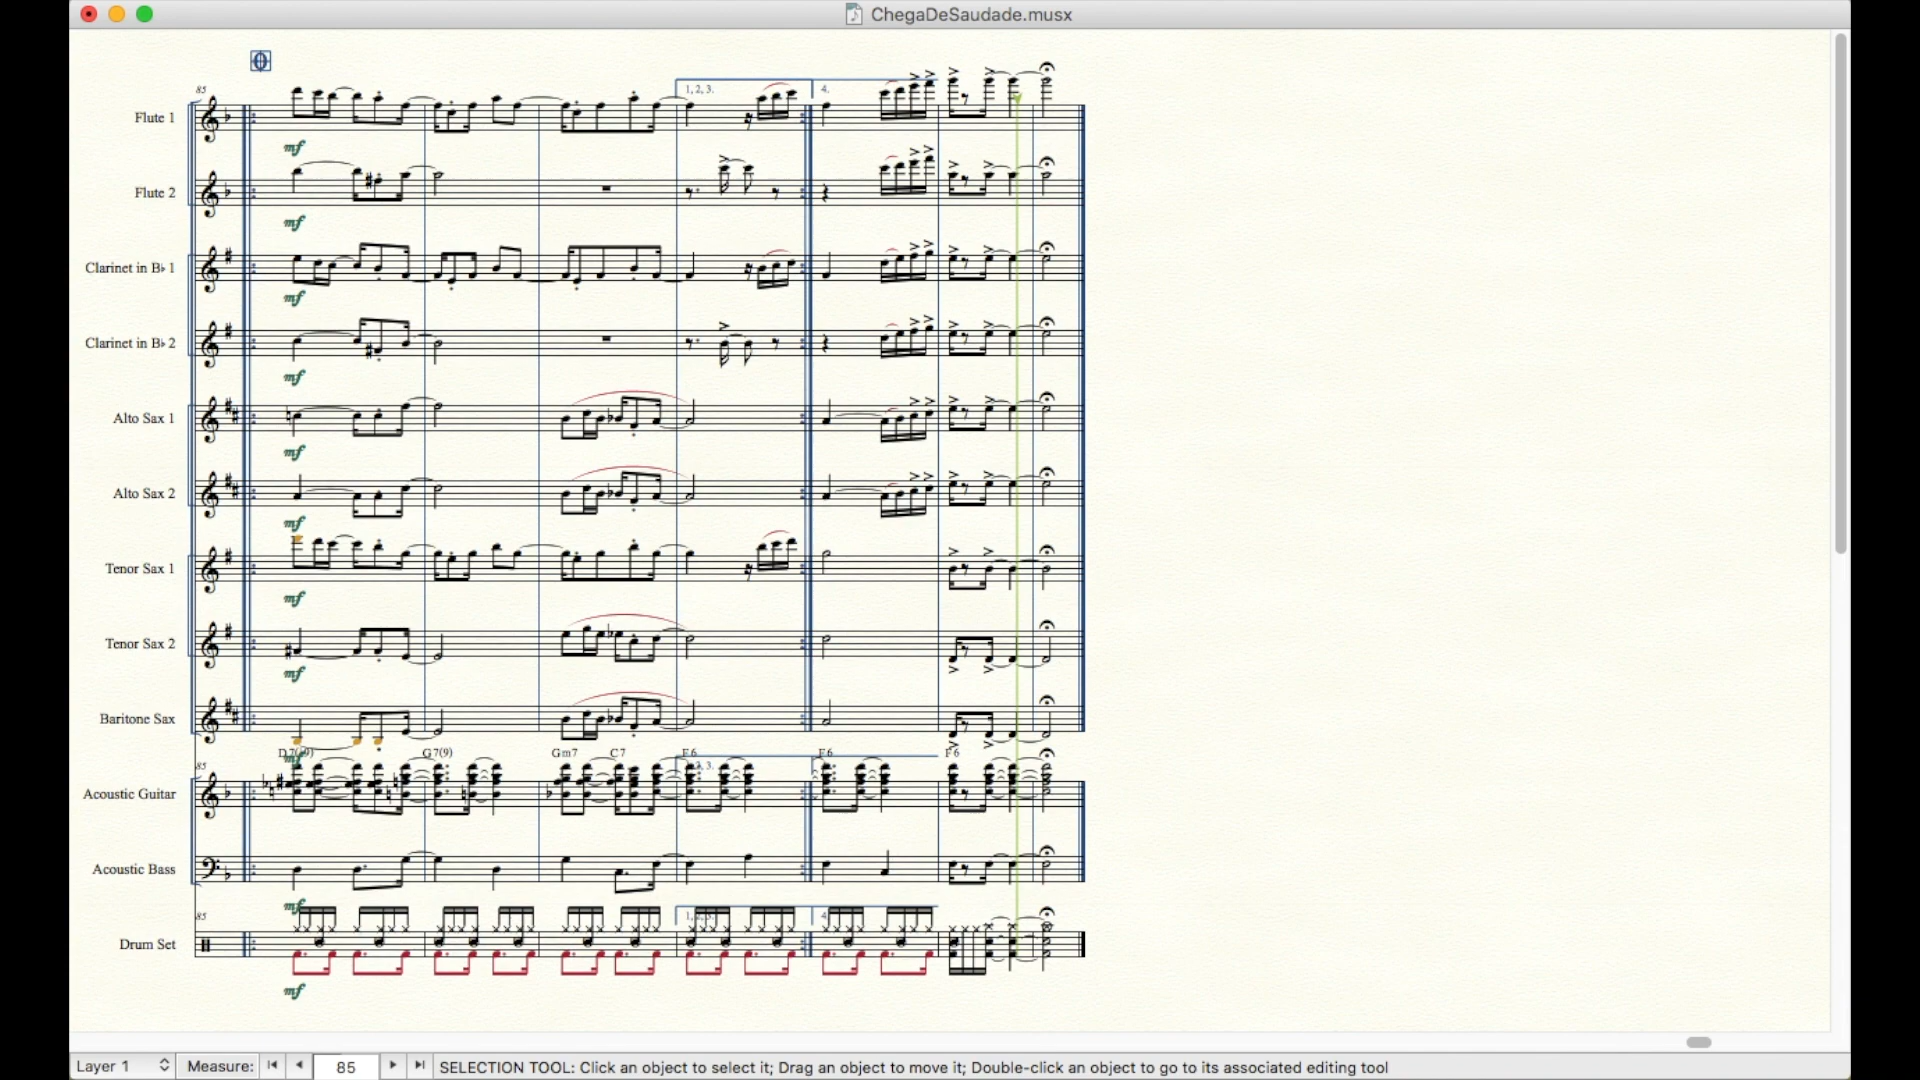 ChegaDeSaudade.musx
85
1, 2, 3.
4.
Flute 1
mf
Flute 2
mf
Clarinet in B♭ 1
mf
Clarinet in B♭ 2
mf
Alto Sax 1
mf
Alto Sax 2
mf
Tenor Sax 1
mf
Tenor Sax 2
mf
Baritone Sax
G7(9) Gm7 C7 F6 F6 F6
mf
85
Acoustic Guitar
Acoustic Bass
mf
85
4.
Drum Set
mf
Layer 1 Measure: 85 SELECTION TOOL: Click an object to select it; Drag an object to move it; Double-click an object to go to its associated editing tool